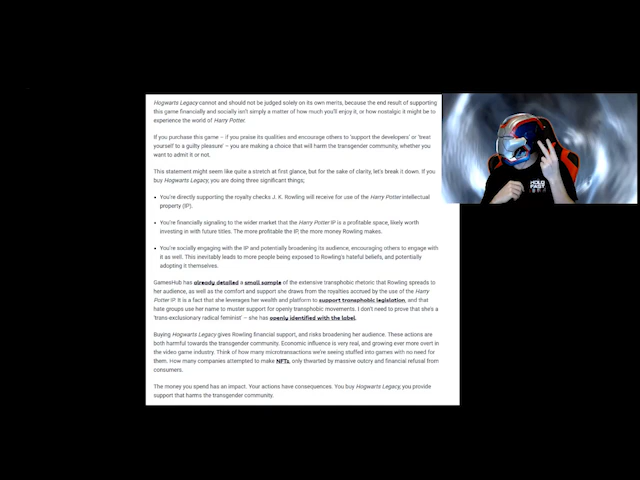 Hogwarts Legacy cannot and should not be judged solely on its own merits, because the end result of supporting
this game financially and socially isn't simply a matter of how much you'll enjoy it, or how nostalgic it might be to
experience the world of Harry Potter.
If you purchase this game – if you praise its qualities and encourage others to 'support the developers' or 'treat
yourself to a guilty pleasure' – you are making a choice that will harm the transgender community, whether you
want to admit it or not.
This statement might seem like quite a stretch at first glance, but for the sake of clarity, let's break it down. If you
buy Hogwarts Legacy, you are doing three significant things;
• You're directly supporting the royalty checks J. K. Rowling will receive for use of the Harry Potter intellectual
property (IP).
• You're financially signaling to the wider market that the Harry Potter IP is a profitable space, likely worth
investing in with future titles. The more profitable the IP, the more money Rowling makes.
• You're socially engaging with the IP and potentially broadening its audience, encouraging others to engage with
it as well. This inevitably leads to more people being exposed to Rowling's hateful beliefs, and potentially
adopting it themselves.
GamesHub has already detailed a small sample of the extensive transphobic rhetoric that Rowling spreads to
her audience, as well as the comfort and support she draws from the royalties accrued by the use of the Harry
Potter IP. It is a fact that she leverages her wealth and platform to support transphobic legislation, and that
hate groups use her name to muster support for openly transphobic movements. I don't need to prove that she's a
'trans-exclusionary radical feminist' – she has openly identified with the label.
Buying Hogwarts Legacy gives Rowling financial support, and risks broadening her audience. These actions are
both harmful towards the transgender community. Economic influence is very real, and growing ever more overt in
the video game industry. Think of how many microtransactions we're seeing stuffed into games with no need for
them. How many companies attempted to make NFTs, only thwarted by massive outcry and financial refusal from
consumers.
The money you spend has an impact. Your actions have consequences. You buy Hogwarts Legacy, you provide
support that harms the transgender community.
HOLD
FAST